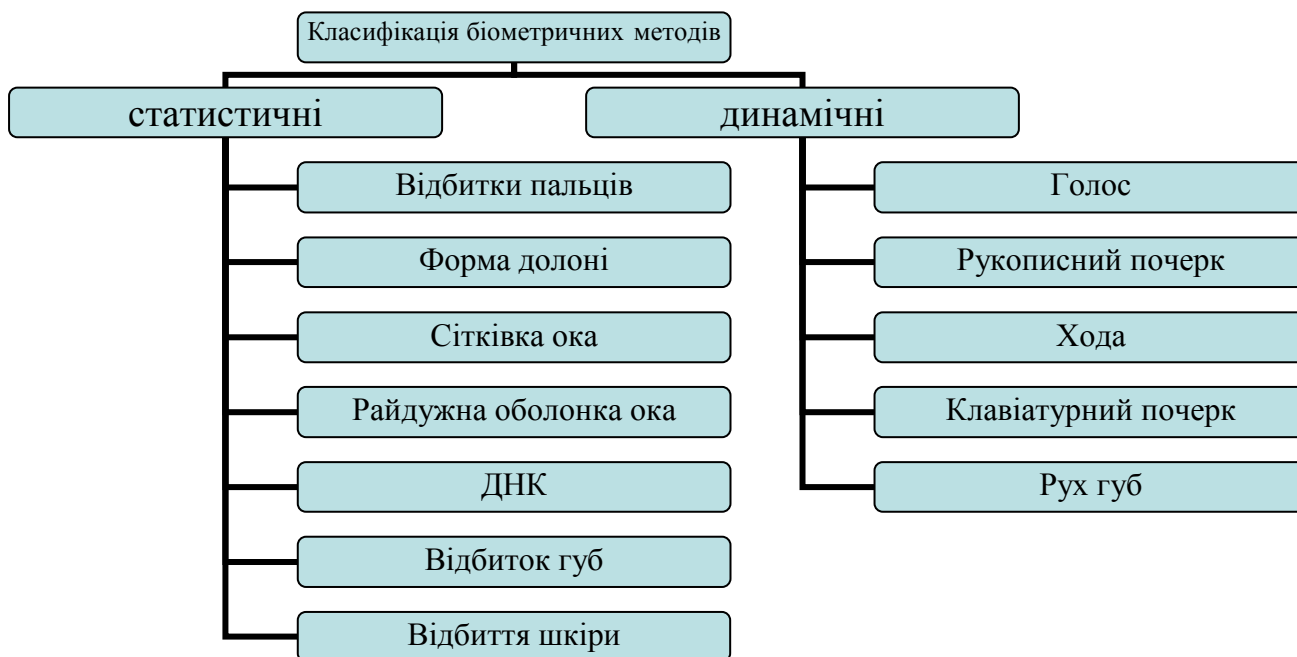 Класифікація біометричних методів
статистичні
динамічні
Відбитки пальців
Голос
Форма долоні
Рукописний почерк
Сітківка ока
Хода
Райдужна оболонка ока
Клавіатурний почерк
ДНК
Рух губ
Відбиток губ
Відбиття шкіри